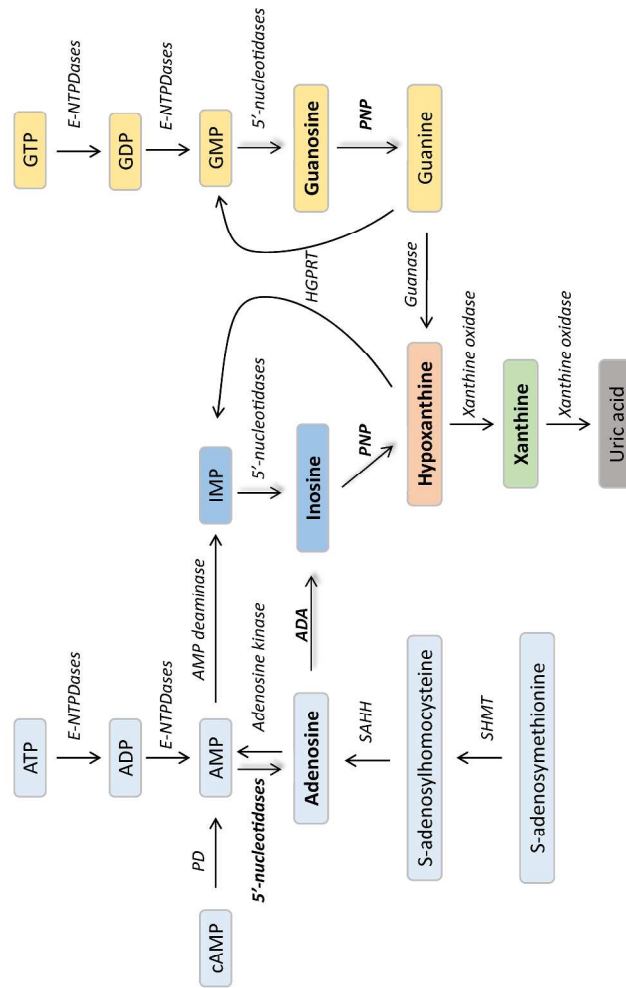 ATP
GTP
E-NTPDases
E-NTPDases
ADP
GDP
E-NTPDases
E-NTPDases
cAMP
PD
AMP
AMP deaminase
IMP
GMP
5’-nucleotidases
Adenosine kinase
5’-nucleotidases
HGPRT
5’-nucleotidases
Adenosine
ADA
Inosine
Guanosine
SAHH
PNP
PNP
S-adenosylhomocysteine
Hypoxanthine
Guanase
Guanine
SHMT
Xanthine oxidase
S-adenosymethionine
Xanthine
Xanthine oxidase
Uric acid